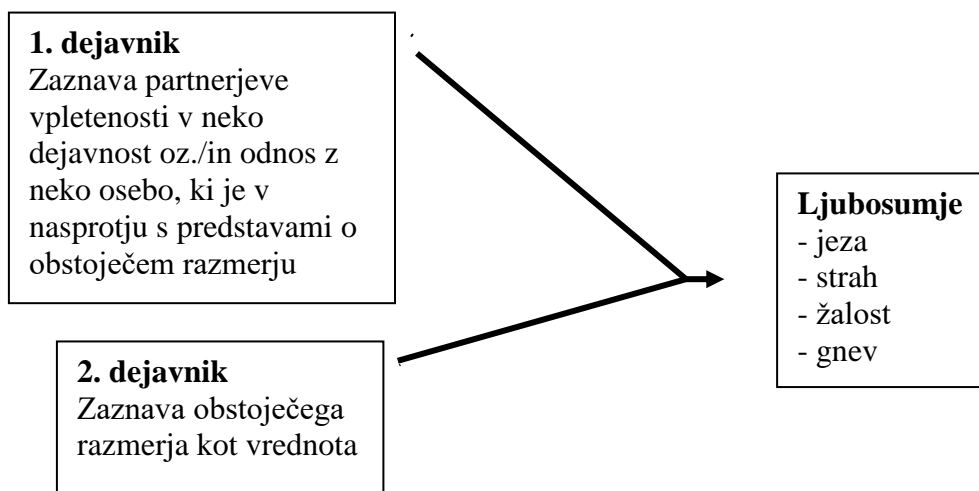 1. dejavnik
Zaznava partnerjeve
vpletenosti v neko
dejavnost oz./in odnos z
neko osebo, ki je v
nasprotju s predstavami o
obstoječem razmerju
2. dejavnik
Zaznava obstoječega
razmerja kot vrednota
Ljubosumje
- jeza
- strah
- žalost
- gnev